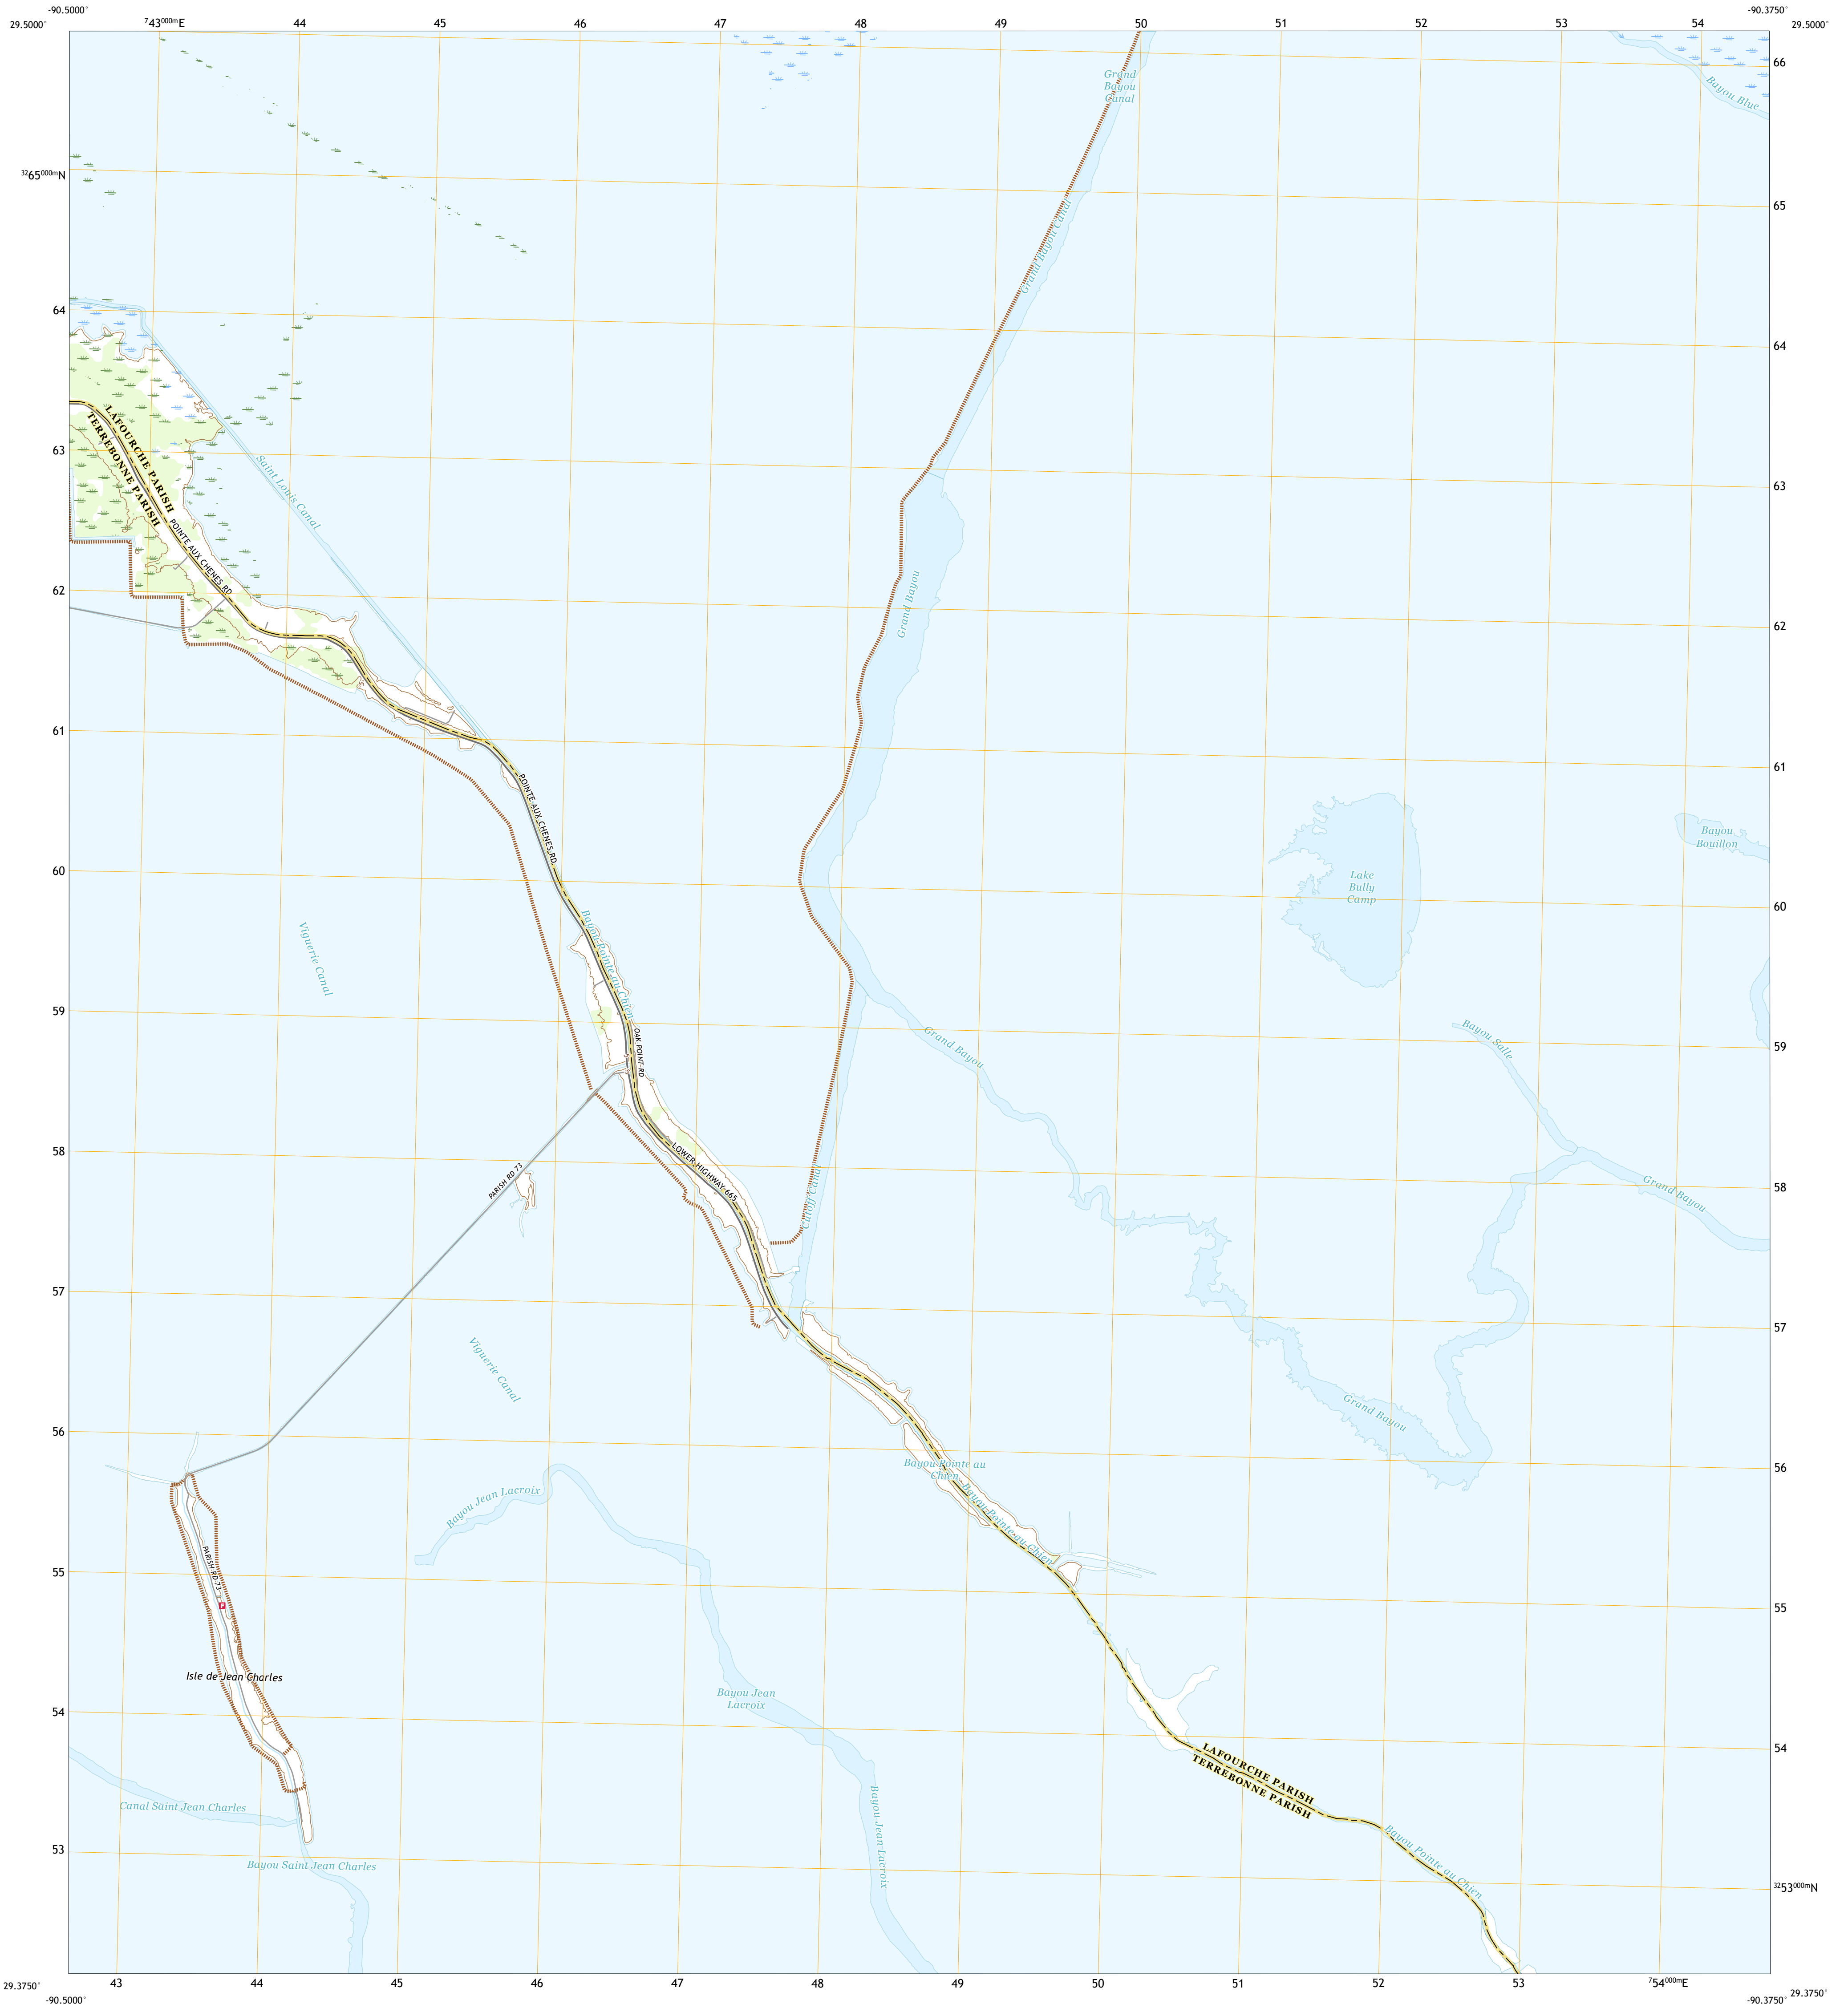 -90.5000°
-90.3750°
29.5000°
⁷43⁰⁰⁰ᵐE
44
45
46
47
48
49
50
51
52
53
54
29.5000°
66
Grand
Bayou
Canal
Bayou Blue
³²65⁰⁰⁰ᵐN
65
Grand Bayou Canal
64
64
LAFOURCHE PARISH
TERREBONNE PARISH
63
Saint Louis Canal
63
POINTE AUX CHENES RD
62
Grand Bayou
62
61
61
POINTE AUX CHENES RD
Bayou
Bouillon
60
Lake
Bully
Camp
60
Viguerie Canal
Bayou Pointe au Chien
59
OAK POINT RD
Grand Bayou
Bayou Salle
59
58
LOWER HIGHWAY 665
PARISH RD 73
Cutoff Canal
58
Grand Bayou
57
57
Viguerie Canal
Grand Bayou
56
Bayou Pointe au
Chien
56
Bayou Jean Lacroix
Bayou Pointe au Chien
55
PARISH RD 73
55
Isle de Jean Charles
Bayou Jean
Lacroix
54
54
LAFOURCHE PARISH
TERREBONNE PARISH
Canal Saint Jean Charles
Bayou Jean Lacroix
53
Bayou Pointe au Chien
Bayou Saint Jean Charles
³²53⁰⁰⁰ᵐN
29.3750°
43
44
45
46
47
48
49
50
51
52
53
⁷54⁰⁰⁰ᵐE
29.3750°
-90.5000°
-90.3750°